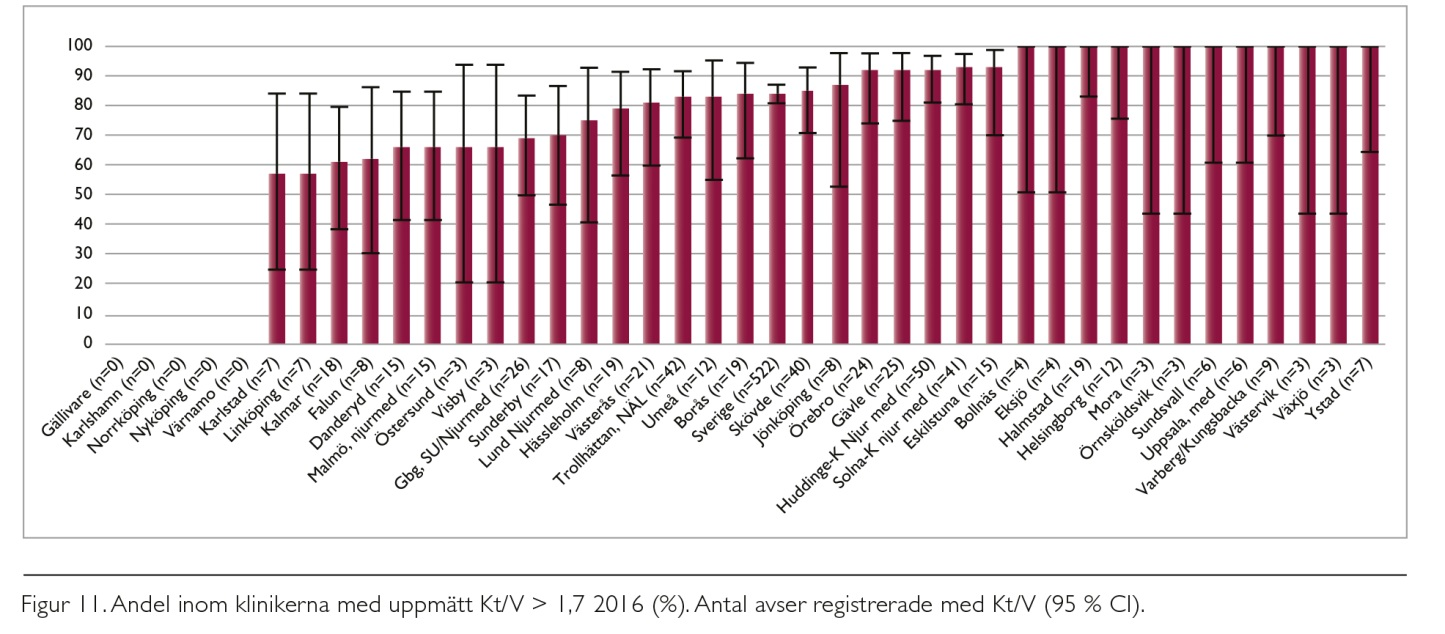 100
90
80
70
60
50
40
30
20
10
0
Gällivare (n=0)
Karlshamn (n=0)
Norrköping (n=0)
Nyköping (n=0)
Värnamo (n=0)
Karlstad (n=7)
Linköping (n=7)
Kalmar (n=18)
Falun (n=8)
Danderyd (n=15)
Malmö, njurmed (n=15)
Östersund (n=3)
Visby (n=3)
Gbg. SU/Njurmed (n=26)
Sunderby (n=17)
Lund Njurmed (n=8)
Hässleholm (n=19)
Västerås (n=21)
Trollhättan, NÄL (n=42)
Umeå (n=12)
Borås (n=19)
Sverige (n=522)
Skövde (n=40)
Jönköping (n=8)
Örebro (n=24)
Gävle (n=25)
Huddinge-K Njur med (n=50)
Solna-K njur med (n=41)
Eskilstuna (n=15)
Bollnäs (n=4)
Eksjö (n=4)
Halmstad (n=19)
Helsingborg (n=12)
Mora (n=3)
Örnsköldsvik (n=3)
Sundsvall (n=6)
Uppsala, med (n=6)
Varberg/Kungsbacka (n=9)
Västervik (n=3)
Växjö (n=3)
Ystad (n=7)
Figur 11. Andel inom klinikerna med uppmätt Kt/V > 1,7 2016 (%). Antal avser registrerade med Kt/V (95 % CI).